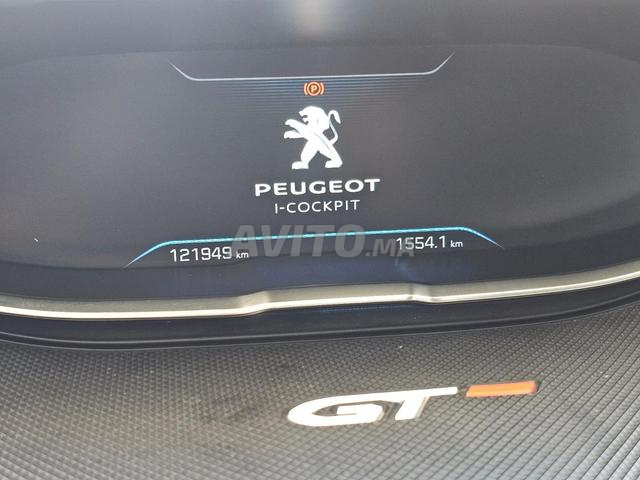 P
PEUGEOT
I-COCKPIT
121949 km 1554.1 km
AVITO.MA
GT